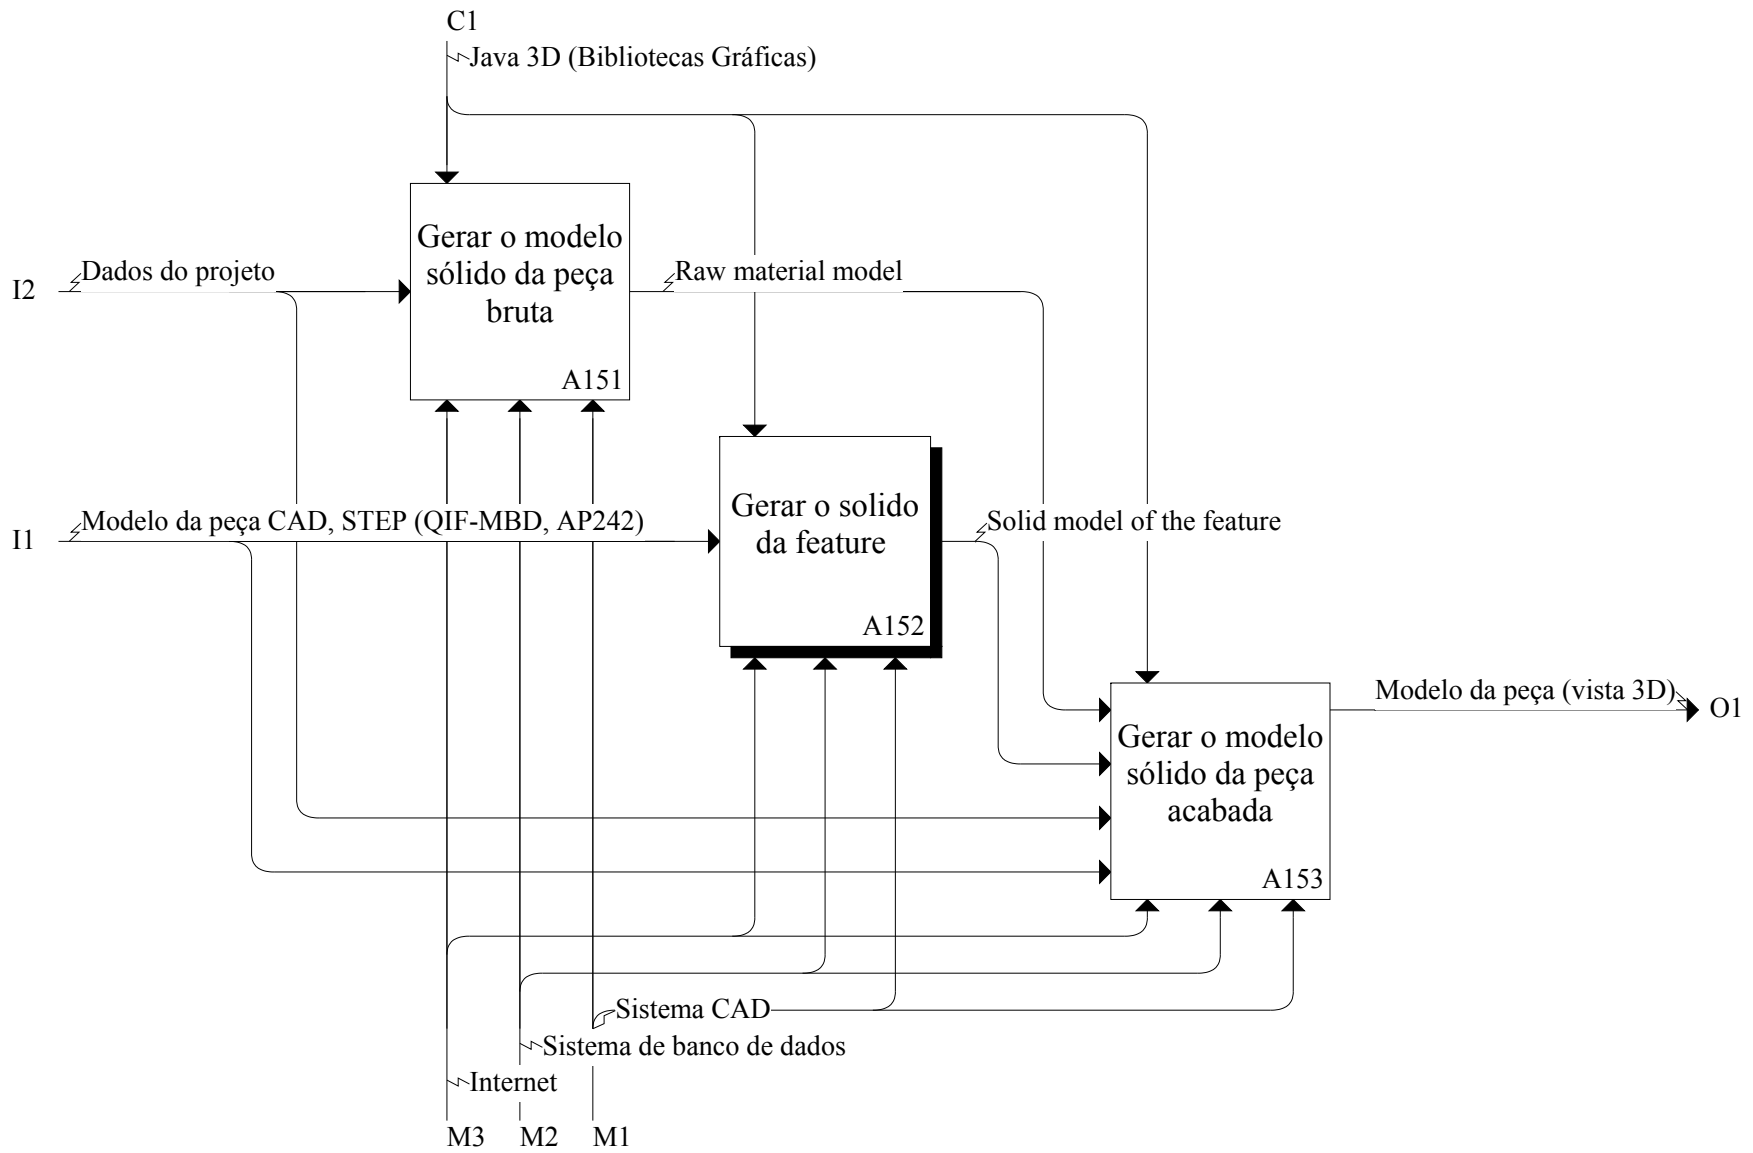 C1
Java 3D (Bibliotecas Gráficas)
Gerar o modelo
sólido da peça
bruta
A151
I2
Dados do projeto
Raw material model
I1
Modelo da peça CAD, STEP (QIF-MBD, AP242)
Gerar o solido
da feature
A152
Solid model of the feature
Gerar o modelo
sólido da peça
acabada
A153
Modelo da peça (vista 3D)
O1
Sistema CAD
Sistema de banco de dados
Internet
M3
M2
M1